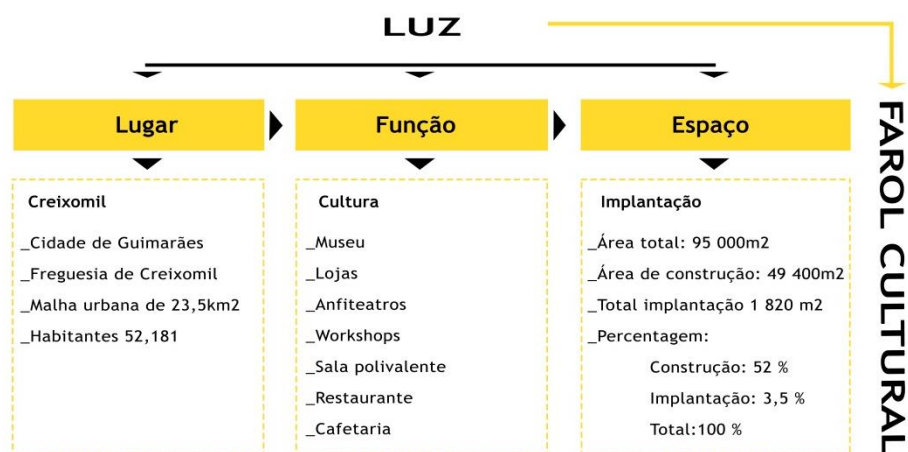 LUZ
FAROL CULTURAL
Lugar
Função
Espaço
Creixomil
_Cidade de Guimarães
_Freguesia de Creixomil
_Malha urbana de 23,5km2
_Habitantes 52,181
Cultura
_Museu
_Lojas
_Anfiteatros
_Workshops
_Sala polivalente
_Restaurante
_Cafetaria
Implantação
_Área total: 95 000m2
_Área de construção: 49 400m2
_Total implantação 1 820 m2
_Percentagem:
Construção: 52 %
Implantação: 3,5 %
Total:100 %